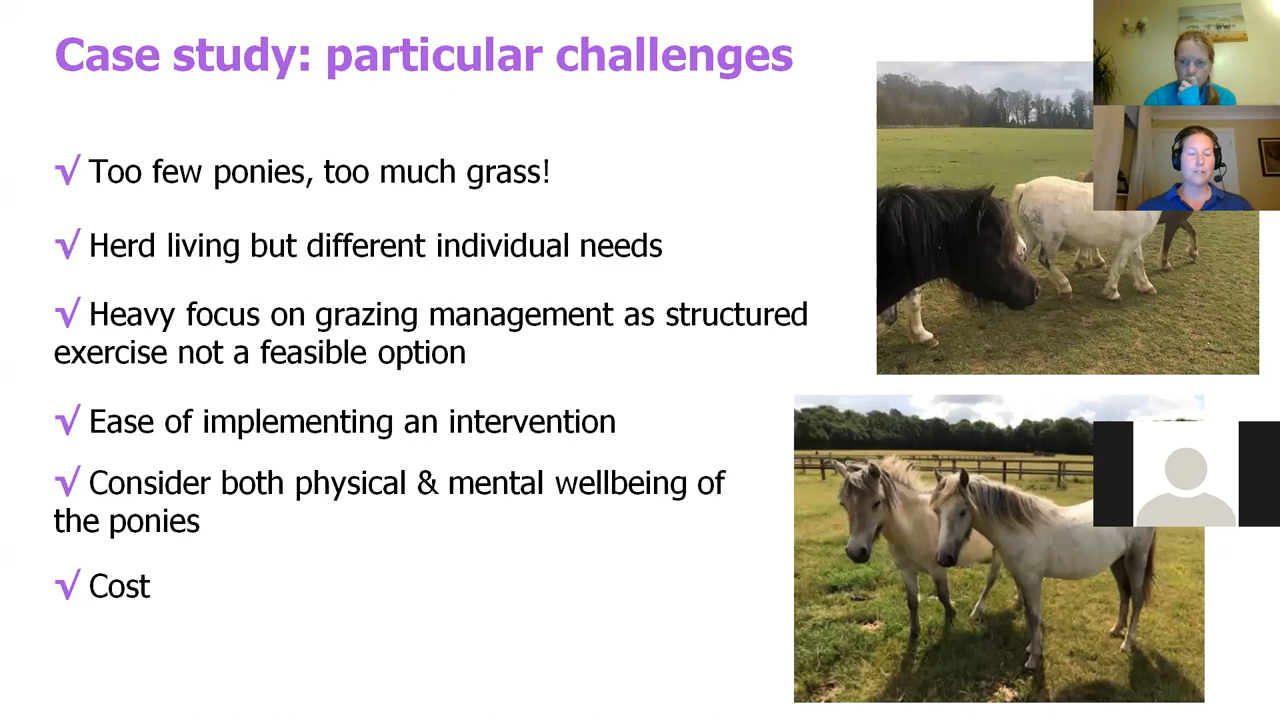 Case study: particular challenges
√ Too few ponies, too much grass!
√ Herd living but different individual needs
√ Heavy focus on grazing management as structured
exercise not a feasible option
√ Ease of implementing an intervention
√ Consider both physical & mental wellbeing of
the ponies
√ Cost